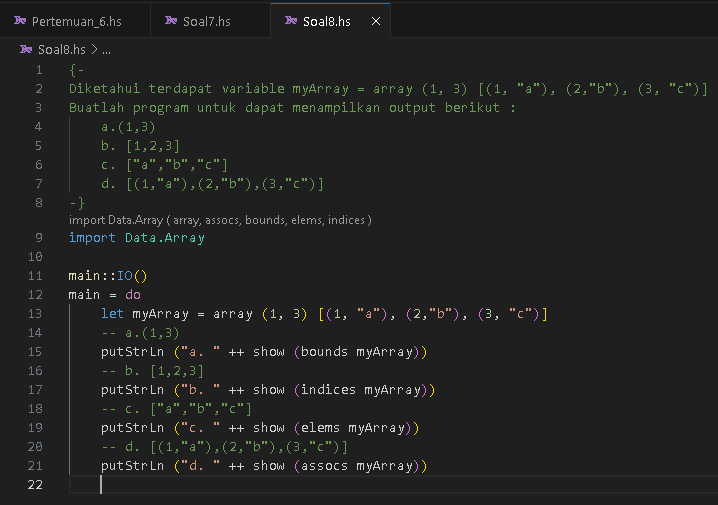 Pertemuan_6.hs Soal7.hs Soal8.hs
Soal8.hs > ...
1 {-
2 Diketahui terdapat variable myArray = array (1, 3) [(1, "a"), (2,"b"), (3, "c")]
3 Buatlah program untuk dapat menampilkan output berikut :
4 a.(1,3)
5 b. [1,2,3]
6 c. ["a","b","c"]
7 d. [(1,"a"),(2,"b"),(3,"c")]
8 -}
import Data.Array ( array, assocs, bounds, elems, indices )
9 import Data.Array
10
11 main::IO()
12 main = do
13 let myArray = array (1, 3) [(1, "a"), (2,"b"), (3, "c")]
14 -- a.(1,3)
15 putStrLn ("a. " ++ show (bounds myArray))
16 -- b. [1,2,3]
17 putStrLn ("b. " ++ show (indices myArray))
18 -- c. ["a","b","c"]
19 putStrLn ("c. " ++ show (elems myArray))
20 -- d. [(1,"a"),(2,"b"),(3,"c")]
21 putStrLn ("d. " ++ show (assocs myArray))
22